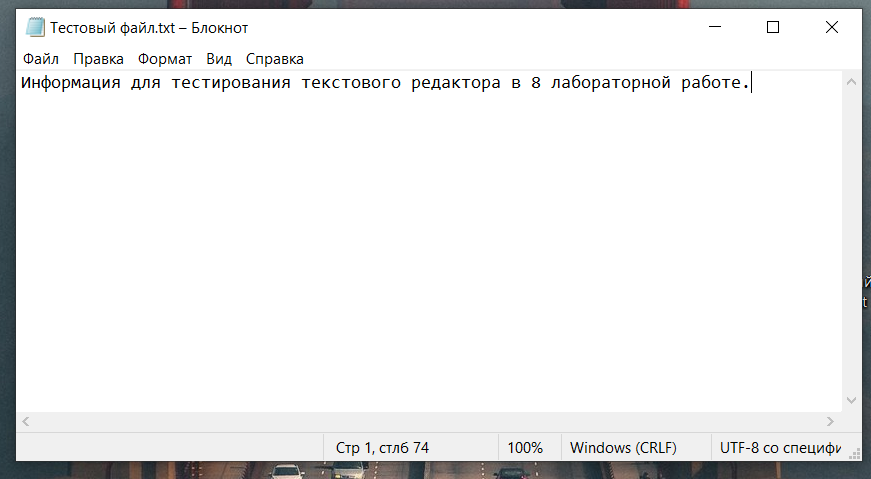 Тестовый файл.txt – Блокнот
Файл Правка Формат Вид Справка
Информация для тестирования текстового редактора в 8 лабораторной работе.
Стр 1, стлб 74 100% Windows (CRLF) UTF-8 со специфи